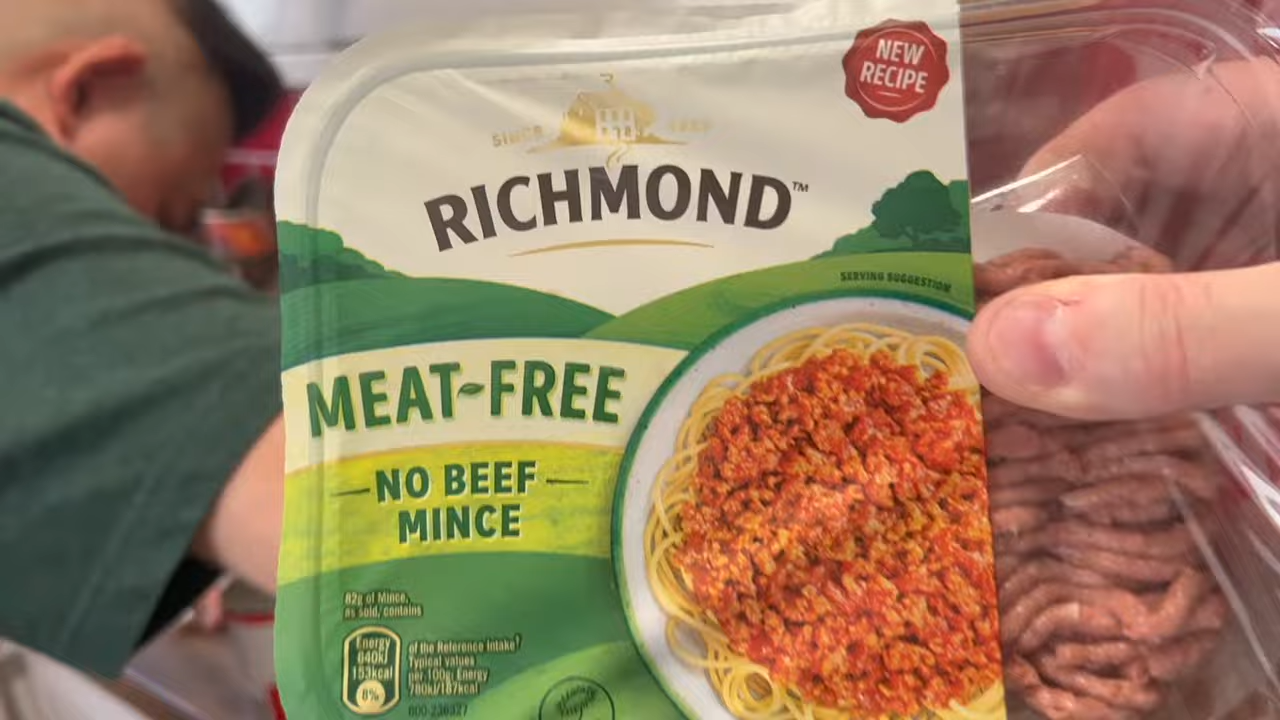 NEW
RECIPE
SINCE
RICHMOND™
SERVING SUGGESTION
MEAT-FREE
NO BEEF
MINCE
82g of Mince,
as sold, contains
Energy
640kJ
153kcal
8%
of the Reference Intake†
Typical values
per 100g: Energy
780kJ/187kcal